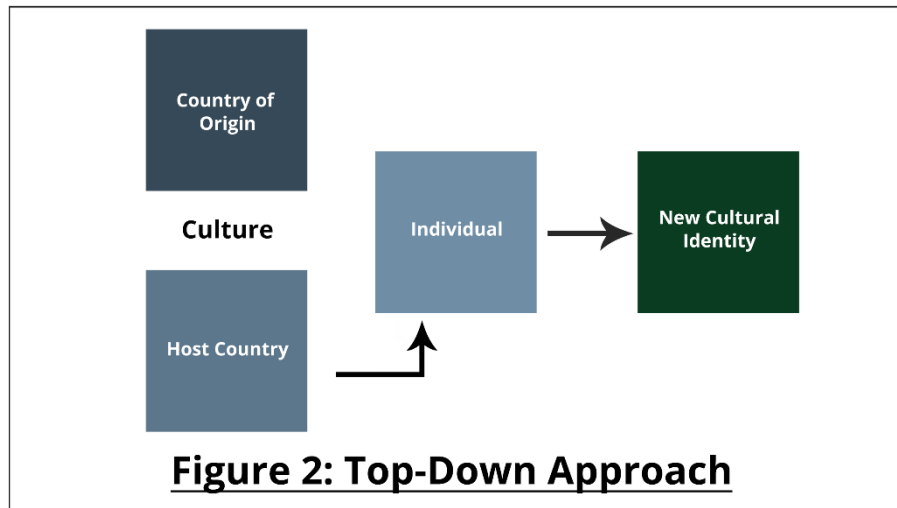 Country of
Origin
Culture
Host Country
Individual
New Cultural
Identity
Figure 2: Top-Down Approach